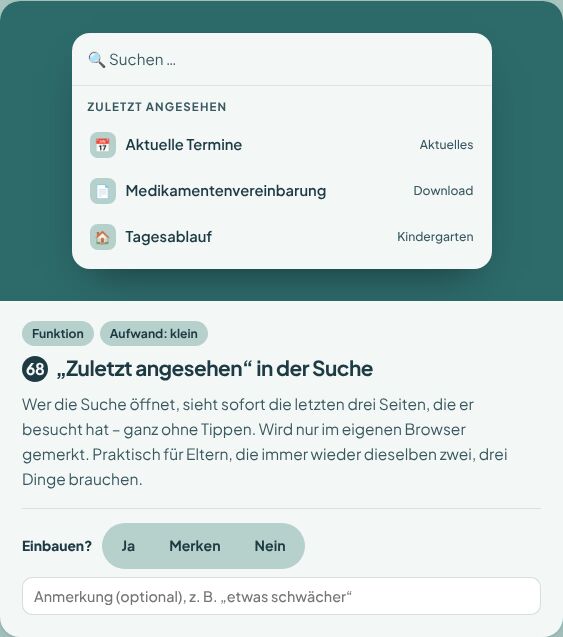 🔍 Suchen …
ZULETZT ANGESEHEN
Aktuelle Termine Aktuelles
Medikamentenvereinbarung Download
Tagesablauf Kindergarten
Funktion Aufwand: klein
68 „Zuletzt angesehen“ in der Suche
Wer die Suche öffnet, sieht sofort die letzten drei Seiten, die er
besucht hat – ganz ohne Tippen. Wird nur im eigenen Browser
gemerkt. Praktisch für Eltern, die immer wieder dieselben zwei, drei
Dinge brauchen.
Einbauen? Ja Merken Nein
Anmerkung (optional), z. B. „etwas schwächer“